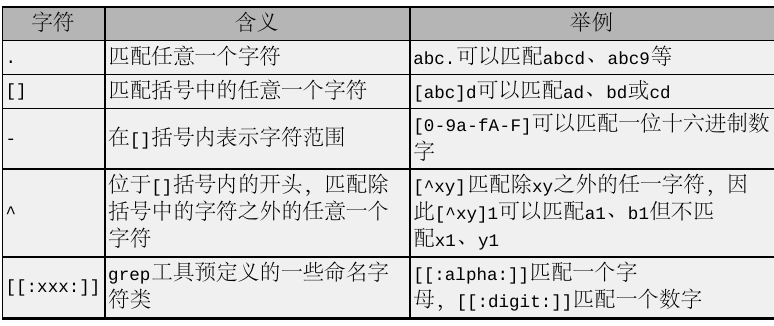 字符 含义 举例
. 匹配任意一个字符 abc.可以匹配abcd、abc9等
[] 匹配括号中的任意一个字符 [abc]d可以匹配ad、bd或cd
- 在[]括号内表示字符范围 [0-9a-fA-F]可以匹配一位十六进制数
字
^ 位于[]括号内的开头，匹配除
括号中的字符之外的任意一个
字符
[^xy]匹配除xy之外的任一字符，因
此[^xy]1可以匹配a1、b1但不匹
配x1、y1
[[:xxx:]] grep工具预定义的一些命名字
符类
[[:alpha:]]匹配一个字
母，[[:digit:]]匹配一个数字